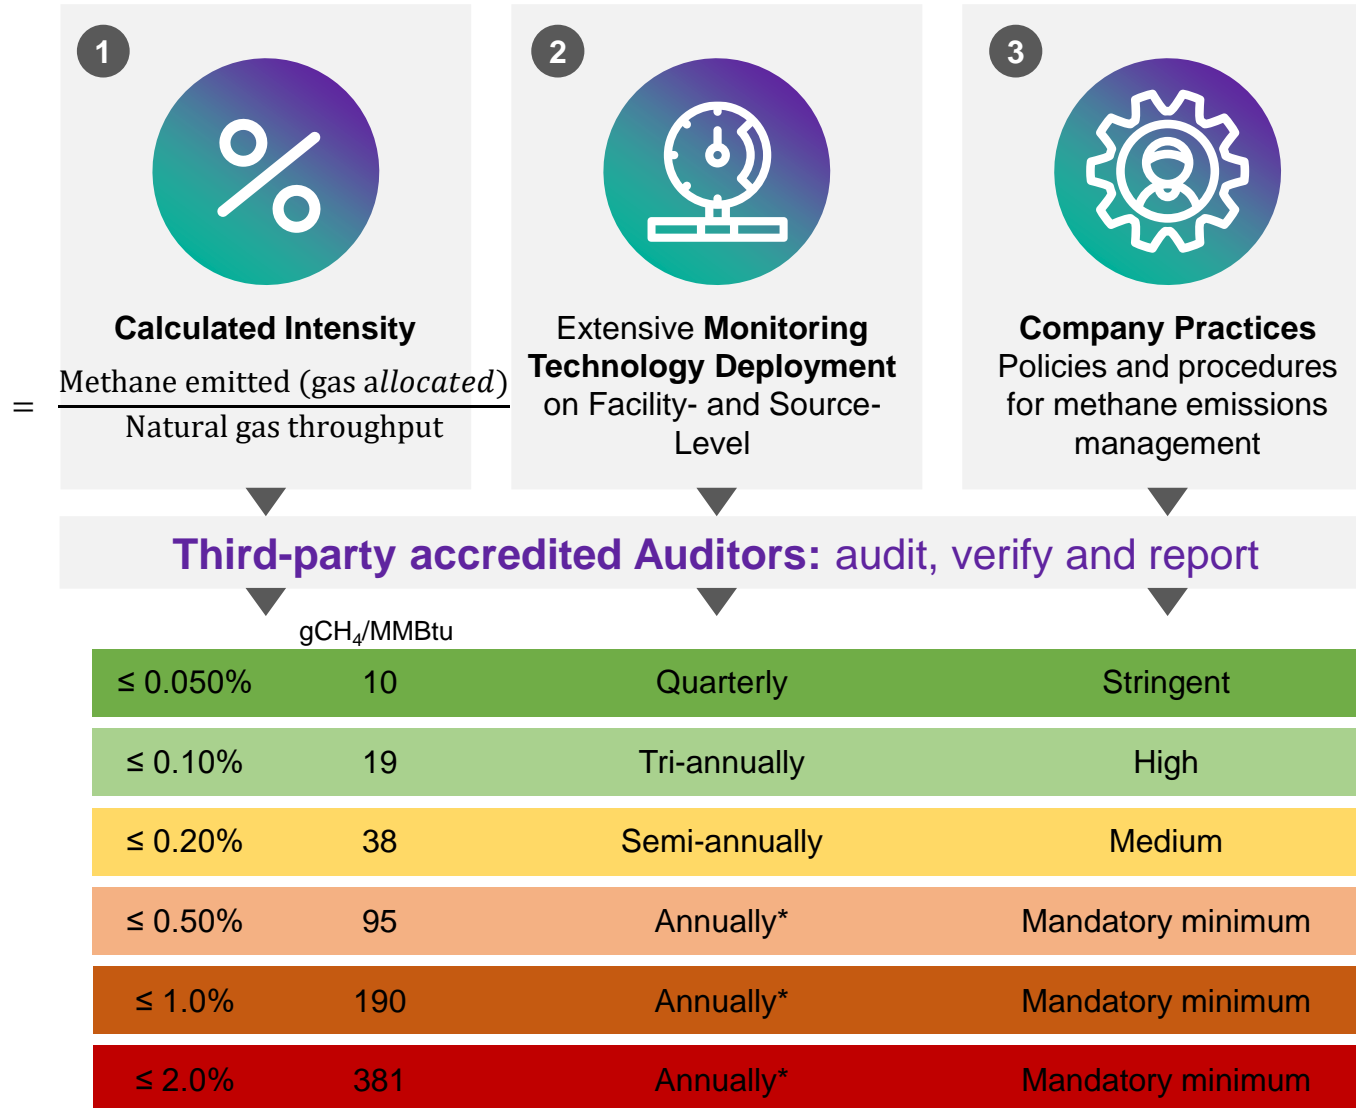 1
Calculated Intensity
= Methane emitted (gas allocated)
Natural gas throughput
2
Extensive Monitoring
Technology Deployment
on Facility- and Source-
Level
3
Company Practices
Policies and procedures
for methane emissions
management
Third-party accredited Auditors: audit, verify and report
gCH₄/MMBtu
≤ 0.050% 10 Quarterly Stringent
≤ 0.10% 19 Tri-annually High
≤ 0.20% 38 Semi-annually Medium
≤ 0.50% 95 Annually* Mandatory minimum
≤ 1.0% 190 Annually* Mandatory minimum
≤ 2.0% 381 Annually* Mandatory minimum